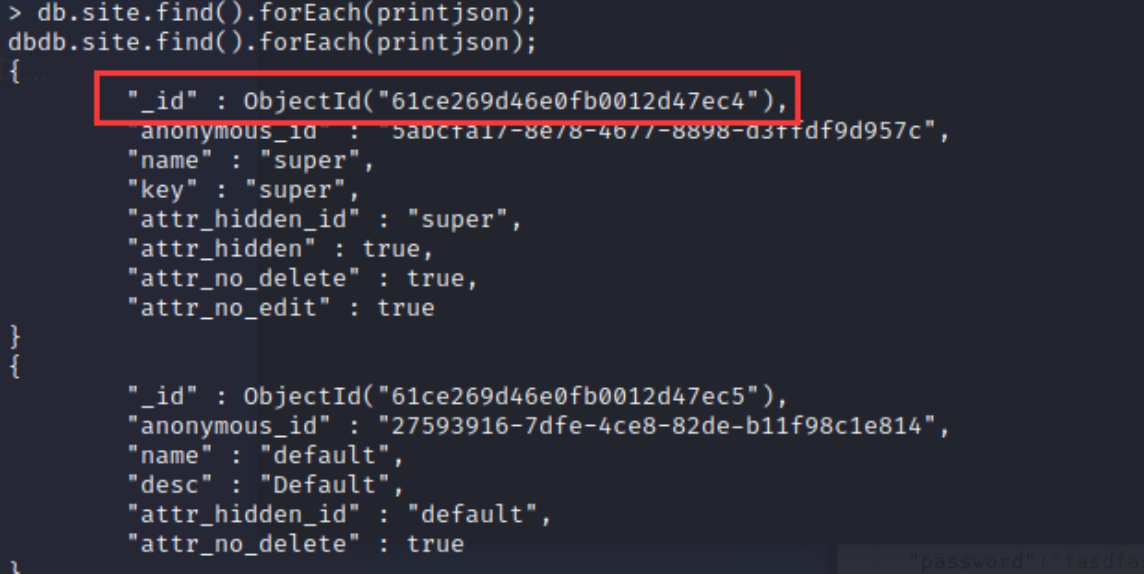 > db.site.find().forEach(printjson);
dbdb.site.find().forEach(printjson);
{
"_id" : ObjectId("61ce269d46e0fb0012d47ec4"),
"anonymous_id" : "5abcfa17-8e78-4677-8898-d3ffdf9d957c",
"name" : "super",
"key" : "super",
"attr_hidden_id" : "super",
"attr_hidden" : true,
"attr_no_delete" : true,
"attr_no_edit" : true
}
{
"_id" : ObjectId("61ce269d46e0fb0012d47ec5"),
"anonymous_id" : "27593916-7dfe-4ce8-82de-b11f98c1e814",
"name" : "default",
"desc" : "Default",
"attr_hidden_id" : "default",
"attr_no_delete" : true
}
"password":"fasdfa